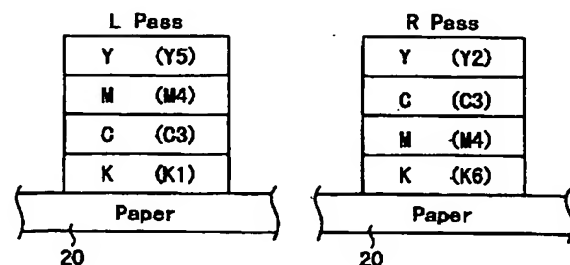 L Pass
Y (Y5)
M (M4)
C (C3)
K (K1)
Paper
20
R Pass
Y (Y2)
C (C3)
M (M4)
K (K6)
Paper
20